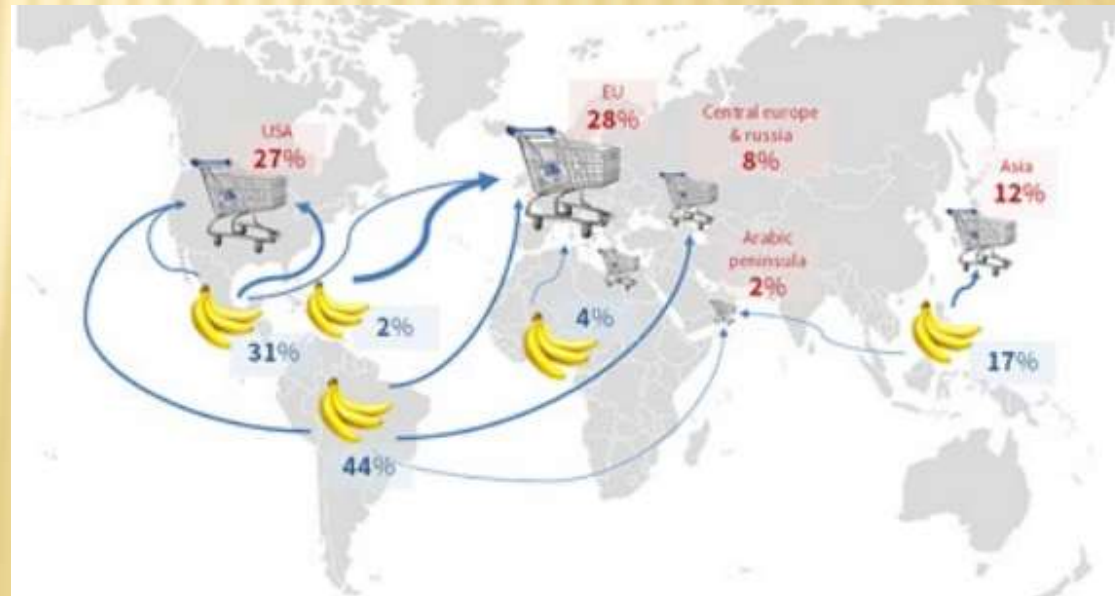 USA
27%
EU
28%
Central europe
& russia
8%
Asia
12%
Arabic
peninsula
2%
31%
2%
4%
17%
44%